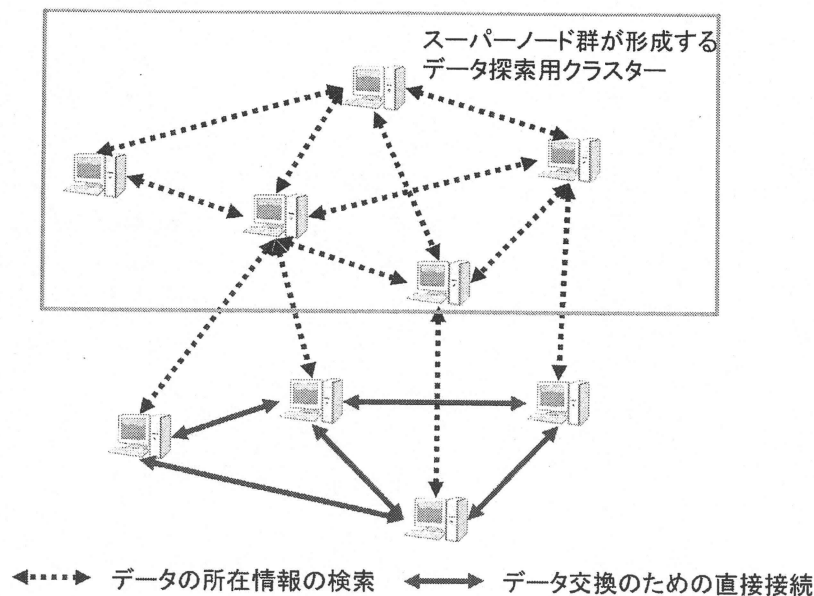 スーパーノード群が形成する
データ探索用クラスター
データの所在情報の検索
データ交換のための直接接続